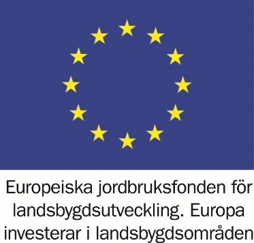 Europeiska jordbruksfonden för
landsbygdsutveckling. Europa
investerar i landsbygdsområden